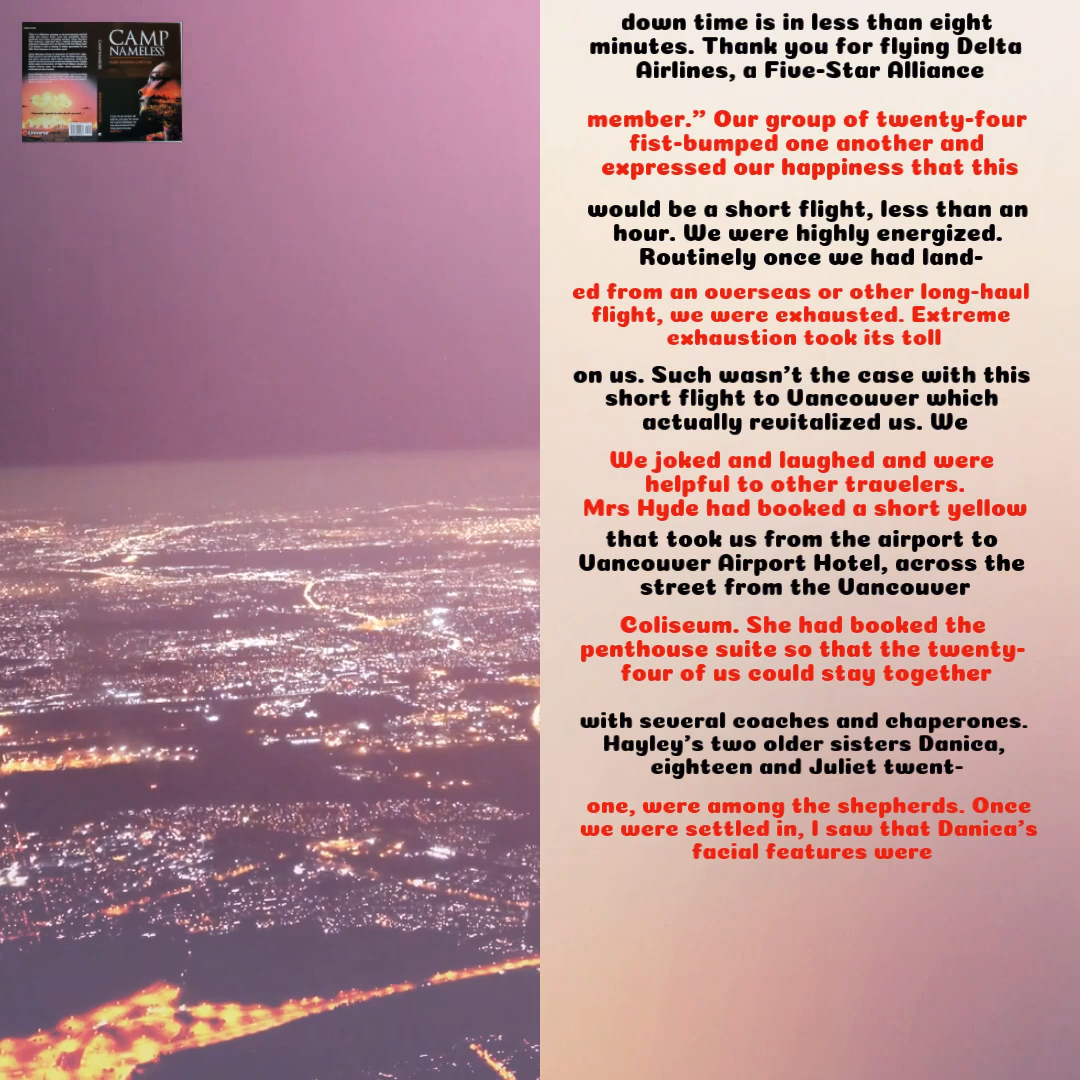 CAMP
NAMELESS
down time is in less than eight
minutes. Thank you for flying Delta
Airlines, a Five-Star Alliance
member.” Our group of twenty-four
fist-bumped one another and
expressed our happiness that this
would be a short flight, less than an
hour. We were highly energized.
Routinely once we had land-
ed from an overseas or other long-haul
flight, we were exhausted. Extreme
exhaustion took its toll
on us. Such wasn’t the case with this
short flight to Vancouver which
actually revitalized us. We
We joked and laughed and were
helpful to other travelers.
Mrs Hyde had booked a short yellow
that took us from the airport to
Vancouver Airport Hotel, across the
street from the Vancouver
Coliseum. She had booked the
penthouse suite so that the twenty-
four of us could stay together
with several coaches and chaperones.
Hayley’s two older sisters Danica,
eighteen and Juliet twent-
one, were among the shepherds. Once
we were settled in, I saw that Danica’s
facial features were